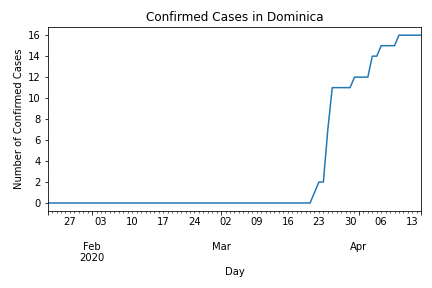 Confirmed Cases in Dominica
Number of Confirmed Cases
16
14
12
10
8
6
4
2
0
27 03 10 17 24 02 09 16 23 30 06 13
Feb Mar Apr
2020
Day